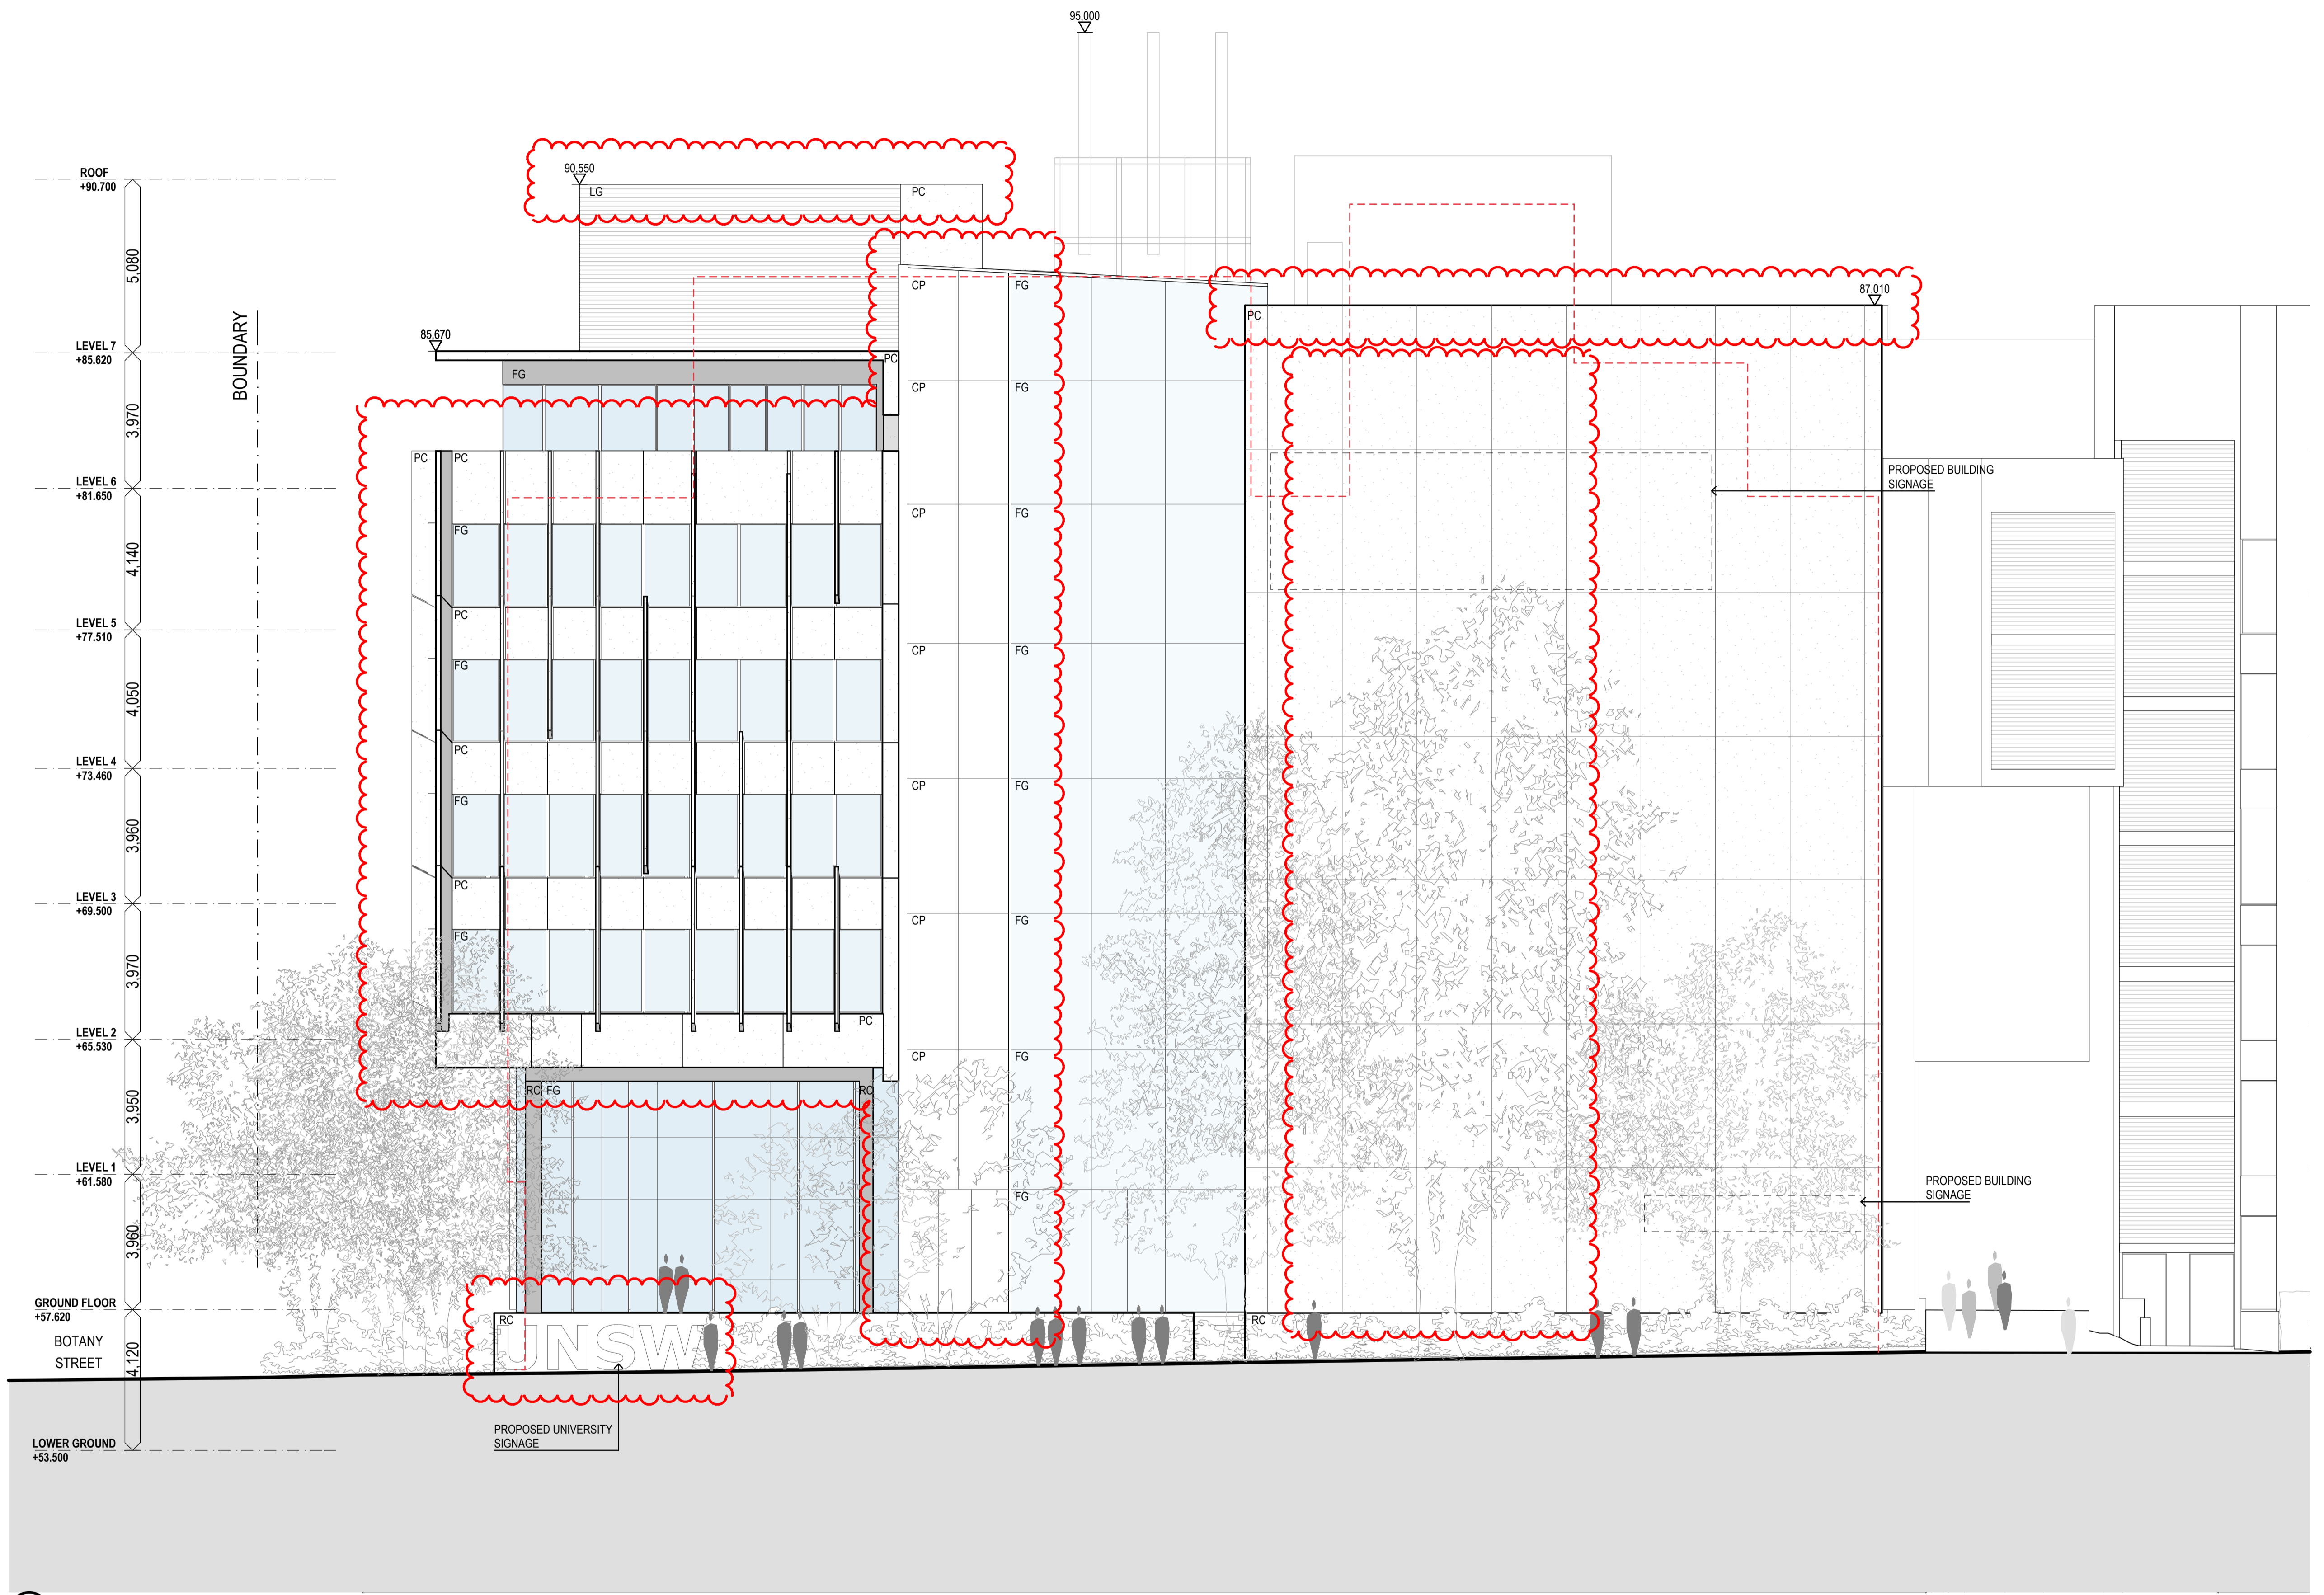 95.000
ROOF
+90.700
90.550
LG
PC
5,080
BOUNDARY
CP
FG
87.010
PC
85.670
LEVEL 7
+85.620
PC
FG
CP
FG
3,970
PC
PC
PROPOSED BUILDING
SIGNAGE
LEVEL 6
+81.650
CP
FG
FG
4,140
PC
LEVEL 5
+77.510
CP
FG
FG
4,050
PC
LEVEL 4
+73.460
CP
FG
FG
3,960
PC
LEVEL 3
+69.500
CP
FG
FG
3,970
PC
LEVEL 2
+65.530
CP
FG
RC
FG
RC
3,950
LEVEL 1
+61.580
PROPOSED BUILDING
SIGNAGE
FG
3,960
GROUND FLOOR
+57.620
RC
RC
BOTANY
STREET
UNSW
4,120
PROPOSED UNIVERSITY
SIGNAGE
LOWER GROUND
+53.500